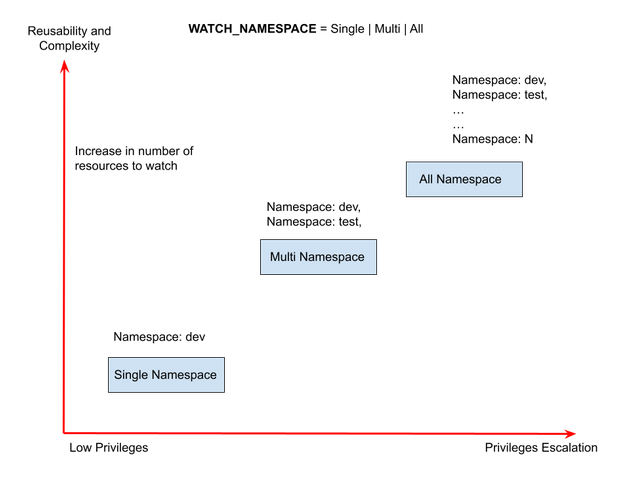 Reusability and
Complexity
WATCH_NAMESPACE = Single | Multi | All
Namespace: dev,
Namespace: test,
...
...
Namespace: N
Increase in number of
resources to watch
All Namespace
Namespace: dev,
Namespace: test,
Multi Namespace
Namespace: dev
Single Namespace
Low Privileges
Privileges Escalation